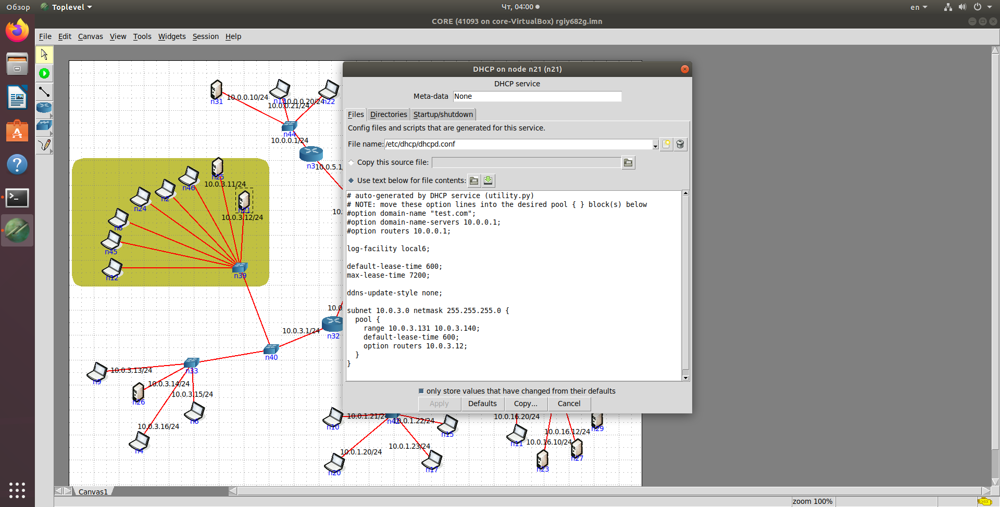 Обзор
Toplevel
Чт, 04:00
en
CORE (41093 on core-VirtualBox) rgiy682g.imn
File Edit Canvas View Tools Widgets Session Help
DHCP on node n21 (n21)
DHCP service
Meta-data None
Files Directories Startup/shutdown
Config files and scripts that are generated for this service.
File name: /etc/dhcp/dhcpd.conf
Copy this source file:
Use text below for file contents:
# auto-generated by DHCP service (utility.py)
# NOTE: move these option lines into the desired pool { } block(s) below
#option domain-name "test.com";
#option domain-name-servers 10.0.0.1;
#option routers 10.0.0.1;
log-facility local6;
default-lease-time 600;
max-lease-time 7200;
ddns-update-style none;
subnet 10.0.3.0 netmask 255.255.255.0 {
pool {
range 10.0.3.131 10.0.3.140;
default-lease-time 600;
option routers 10.0.3.12;
}
}
only store values that have changed from their defaults
Apply Defaults Copy... Cancel
10.0.0.10/24
n31
10.0.0.20/24
n22
10.0.0.21/24
n44
10.0.0.1/24
n3
10.0.5.1/
n25
10.0.3.11/24
n46
n2
n24
n21
10.0.3.12/24
10.
n8
n45
n12
n39
10.0
10.0.3.1/24
n32
n40
10.0.3.13/24
n33
n9
10.0.3.14/24
10.0.3.15/24
n26
n6
10.0.3.16/24
n4
10.0.1.21/24
n42
10.0.1.22/24
n10
n15
10.0.1.23/24
10.0.1.20/24
n20
n17
10.0.16.20/24
n29
10.0.16.12/24
n11
10.0.16.10/24
n27
n23
Canvas1
zoom 100%
CHECK